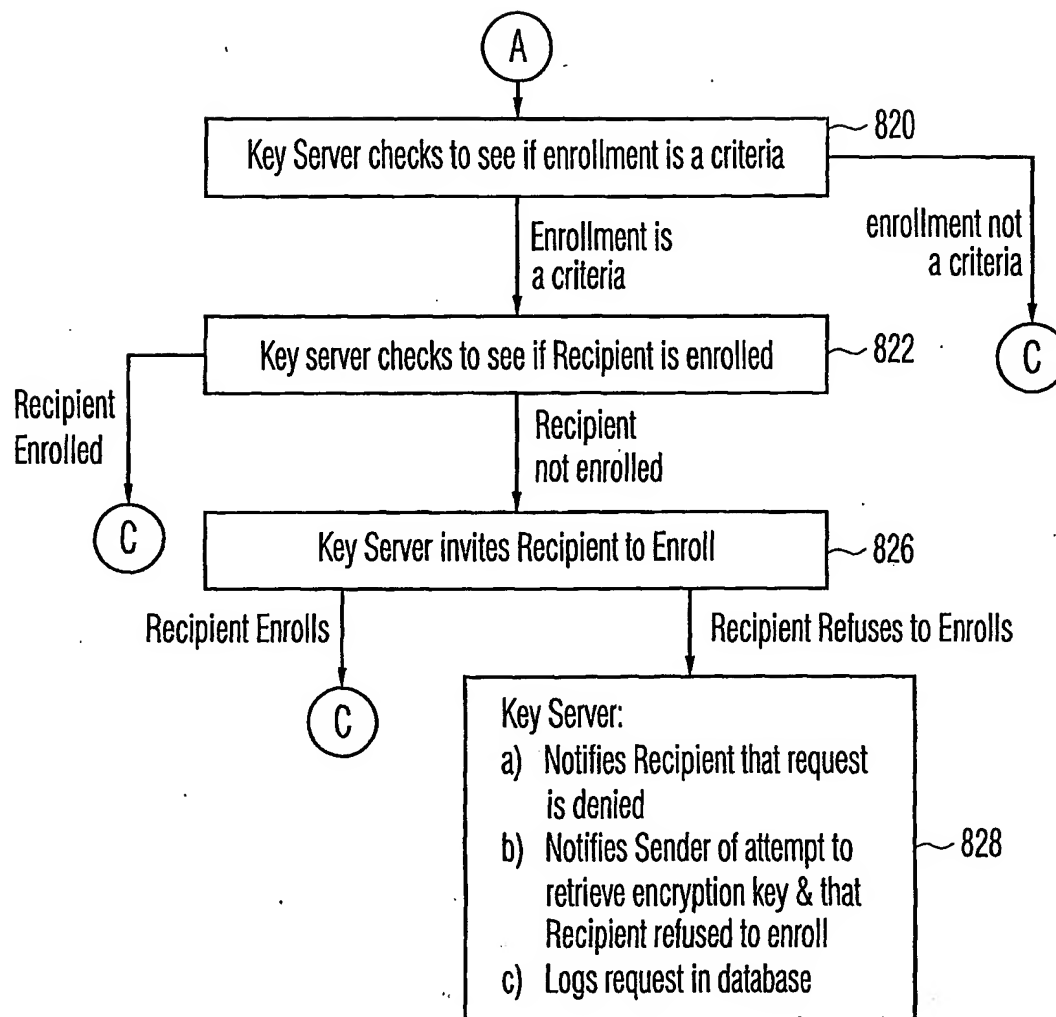 A
Key Server checks to see if enrollment is a criteria
820
Enrollment is
a criteria
enrollment not
a criteria
Key server checks to see if Recipient is enrolled
822
C
Recipient
Enrolled
Recipient
not enrolled
C
Key Server invites Recipient to Enroll
826
Recipient Enrolls
Recipient Refuses to Enrolls
C
Key Server:
a) Notifies Recipient that request
is denied
b) Notifies Sender of attempt to
retrieve encryption key & that
Recipient refused to enroll
c) Logs request in database
828